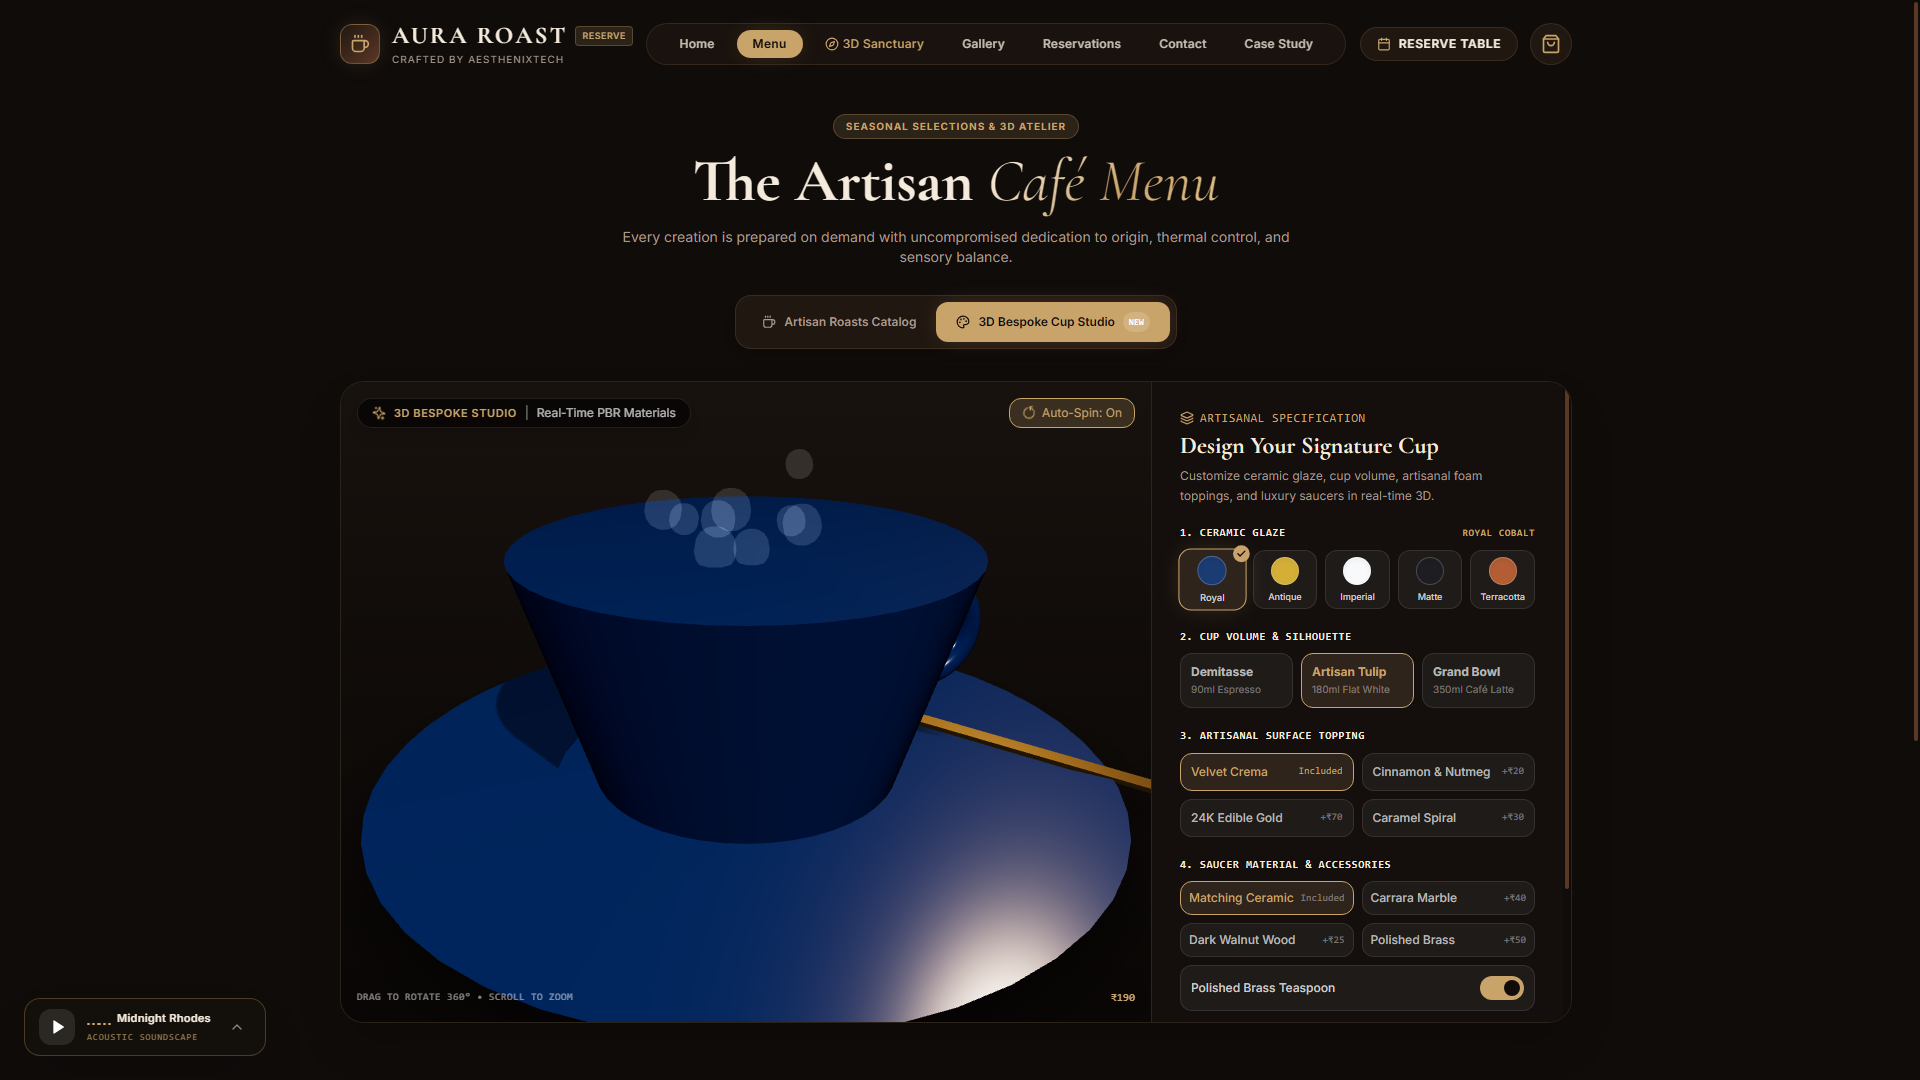 AURA ROAST RESERVE
CRAFTED BY AESTHENIXTECH
Home Menu 3D Sanctuary Gallery Reservations Contact Case Study
RESERVE TABLE
SEASONAL SELECTIONS & 3D ATELIER
The Artisan Café Menu
Every creation is prepared on demand with uncompromised dedication to origin, thermal control, and
sensory balance.
Artisan Roasts Catalog 3D Bespoke Cup Studio NEW
3D BESPOKE STUDIO | Real-Time PBR Materials
Auto-Spin: On
DRAG TO ROTATE 360° • SCROLL TO ZOOM
₹190
ARTISANAL SPECIFICATION
Design Your Signature Cup
Customize ceramic glaze, cup volume, artisanal foam
toppings, and luxury saucers in real-time 3D.
1. CERAMIC GLAZE ROYAL COBALT
Royal Antique Imperial Matte Terracotta
2. CUP VOLUME & SILHOUETTE
Demitasse Artisan Tulip Grand Bowl
90ml Espresso 180ml Flat White 350ml Café Latte
3. ARTISANAL SURFACE TOPPING
Velvet Crema Included Cinnamon & Nutmeg +₹20
24K Edible Gold +₹70 Caramel Spiral +₹30
4. SAUCER MATERIAL & ACCESSORIES
Matching Ceramic Included Carrara Marble +₹40
Dark Walnut Wood +₹25 Polished Brass +₹50
Polished Brass Teaspoon
Midnight Rhodes
ACOUSTIC SOUNDSCAPE